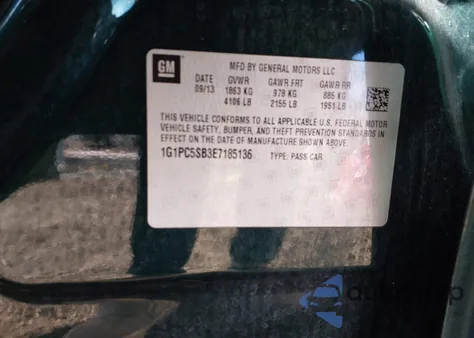 GM
MFD BY GENERAL MOTORS LLC
DATE GVWR GAWR FRT GAWR RR
09/13 1863 KG 978 KG 885 KG
4106 LB 2155 LB 1951 LB
THIS VEHICLE CONFORMS TO ALL APPLICABLE U.S. FEDERAL MOTOR
VEHICLE SAFETY, BUMPER, AND THEFT PREVENTION STANDARDS IN
EFFECT ON THE DATE OF MANUFACTURE SHOWN ABOVE.
1G1PC5SB3E7185136 TYPE: PASS CAR